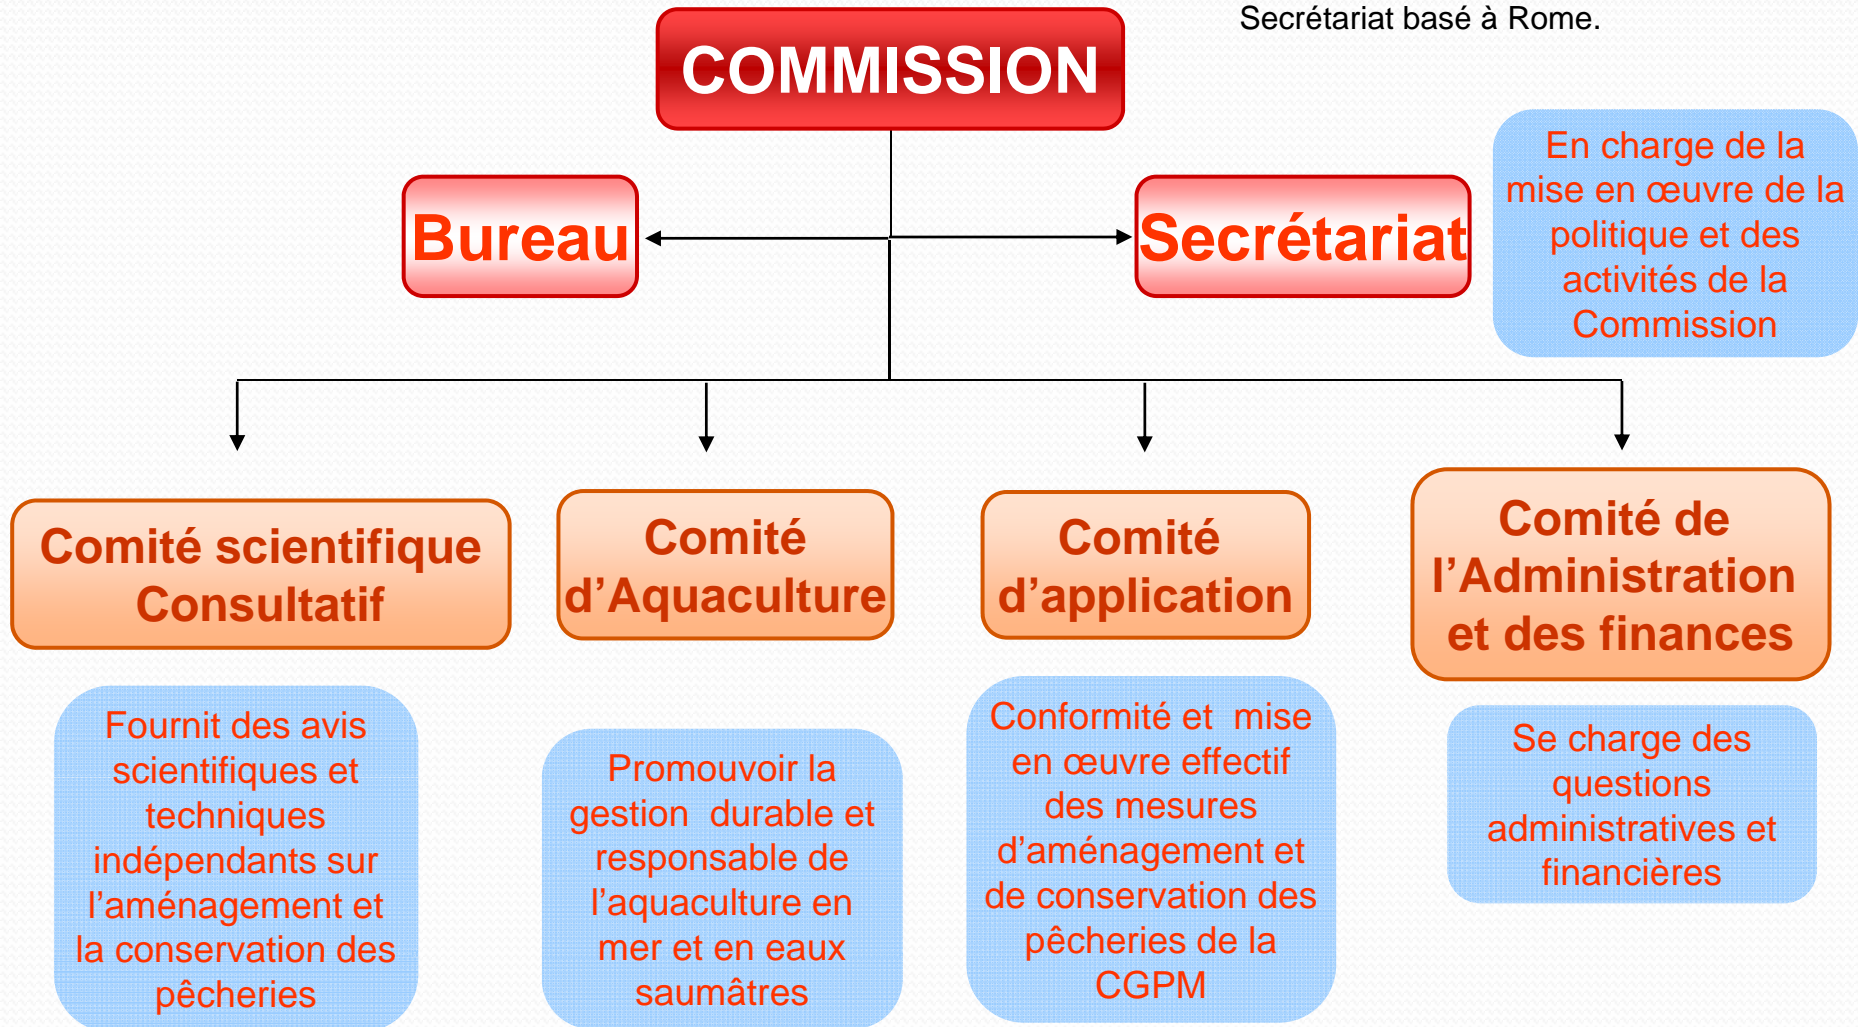 Secrétariat basé à Rome.
COMMISSION
Bureau
Secrétariat
En charge de la
mise en œuvre de la
politique et des
activités de la
Commission
Comité scientifique
Consultatif
Comité
d’Aquaculture
Comité
d’application
Comité de
l’Administration
et des finances
Fournit des avis
scientifiques et
techniques
indépendants sur
l’aménagement et
la conservation des
pêcheries
Promouvoir la
gestion durable et
responsable de
l’aquaculture en
mer et en eaux
saumâtres
Conformité et mise
en œuvre effectif
des mesures
d’aménagement et
de conservation des
pêcheries de la
CGPM
Se charge des
questions
administratives et
financières